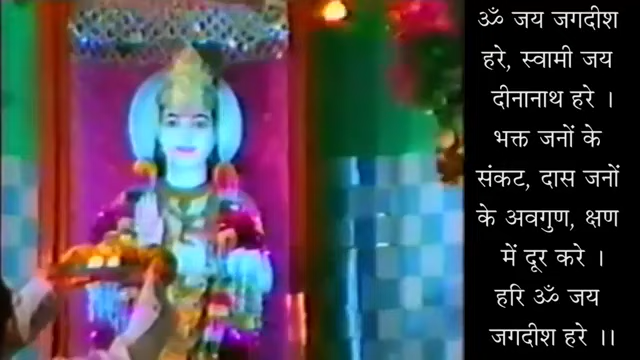 ॐ जय जगदीश
हरे, स्वामी जय
दीनानाथ हरे ।
भक्त जनों के
संकट, दास जनों
के अवगुण, क्षण
में दूर करे ।
हरि ॐ जय
जगदीश हरे ।।